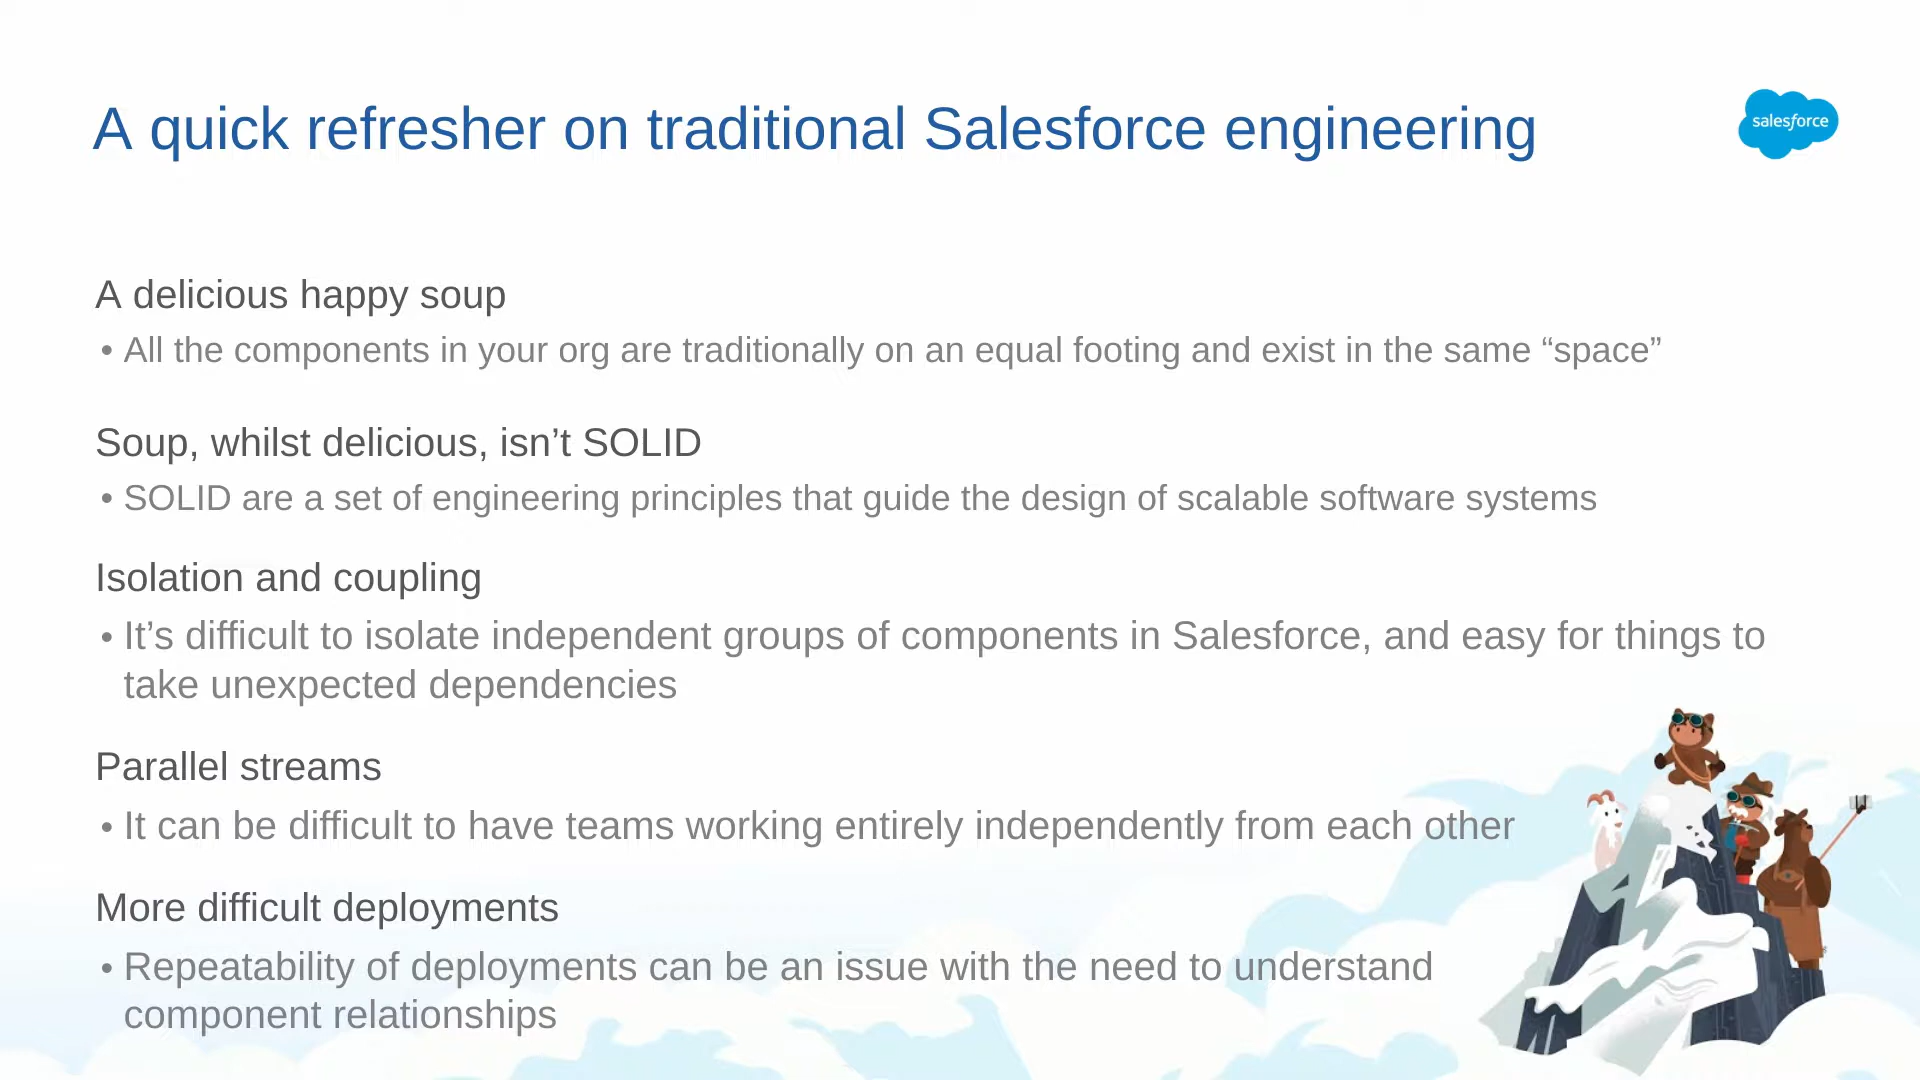 A quick refresher on traditional Salesforce engineering
salesforce
A delicious happy soup
• All the components in your org are traditionally on an equal footing and exist in the same “space”
Soup, whilst delicious, isn’t SOLID
• SOLID are a set of engineering principles that guide the design of scalable software systems
Isolation and coupling
• It’s difficult to isolate independent groups of components in Salesforce, and easy for things to
take unexpected dependencies
Parallel streams
• It can be difficult to have teams working entirely independently from each other
More difficult deployments
• Repeatability of deployments can be an issue with the need to understand
component relationships